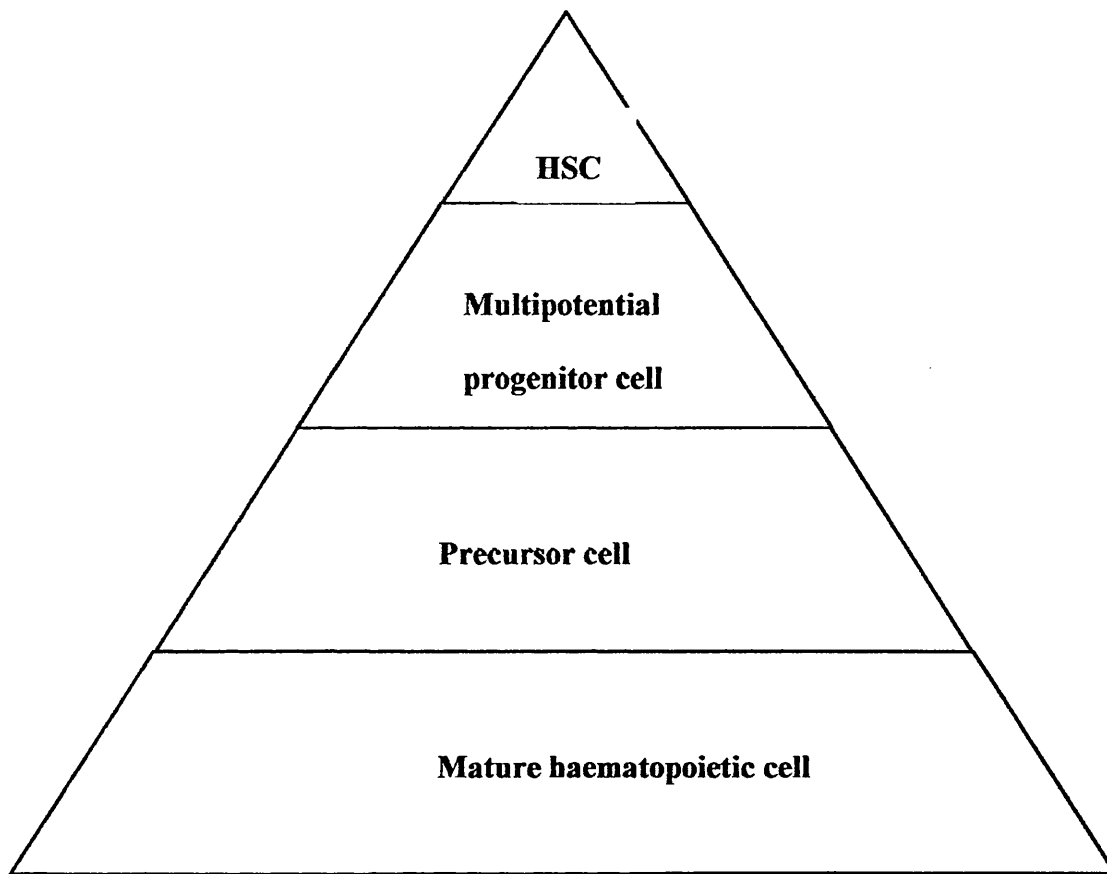 HSC
Multipotential
progenitor cell
Precursor cell
Mature haematopoietic cell